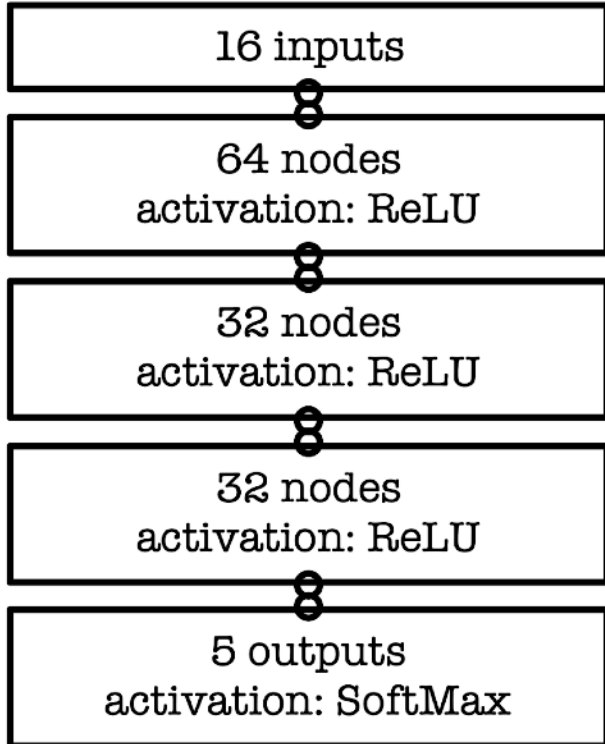 16 inputs
64 nodes
activation: ReLU
32 nodes
activation: ReLU
32 nodes
activation: ReLU
5 outputs
activation: SoftMax